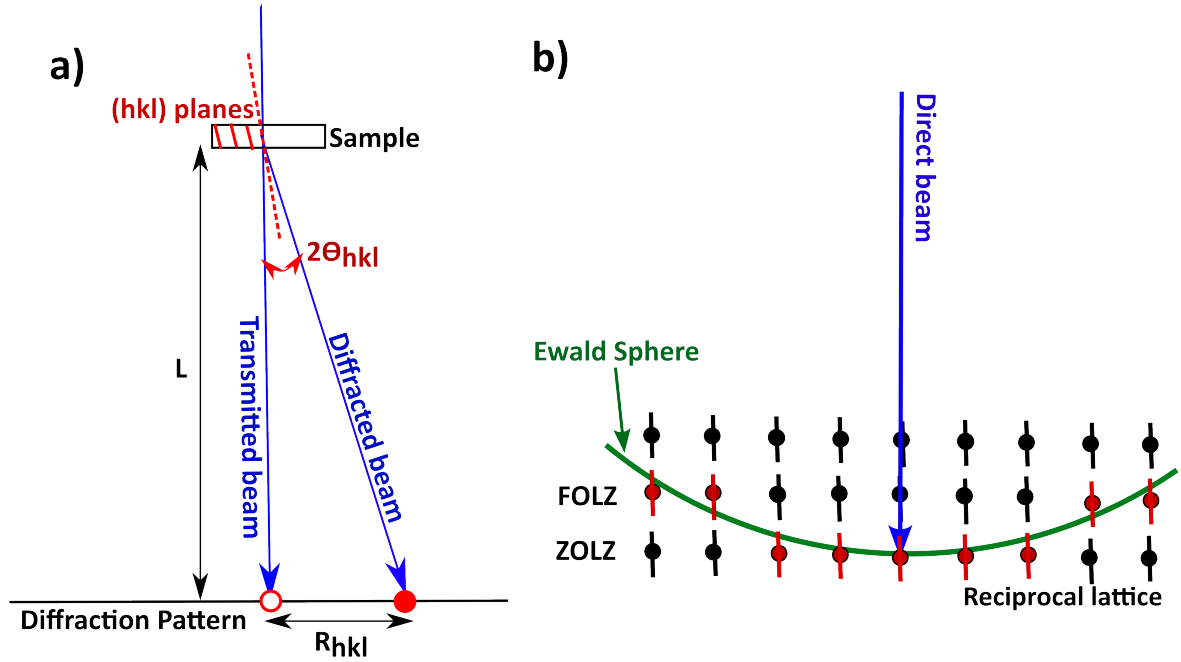 a)
(hkl) planes
Sample
2Θhkl
L
Transmitted beam
Diffracted beam
Diffraction Pattern
Rhkl
b)
Direct beam
Ewald Sphere
FOLZ
ZOLZ
Reciprocal lattice